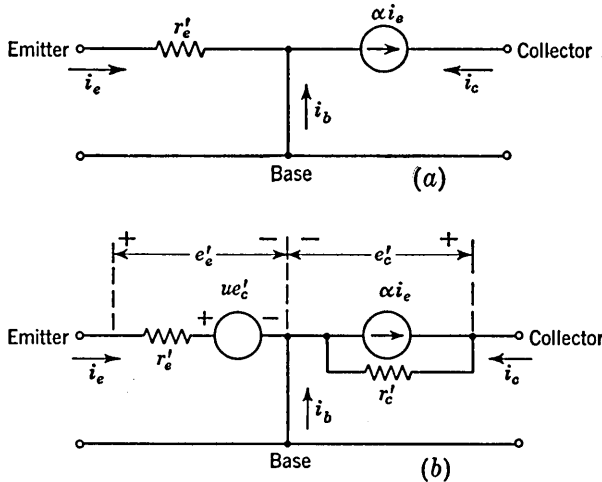 Emitter r′e αie Collector
ie ib ic
Base (a)
+ − − +
e′e e′c
ue′c αie
+ −
Emitter Collector
ie r′e r′c ic
ib
Base (b)